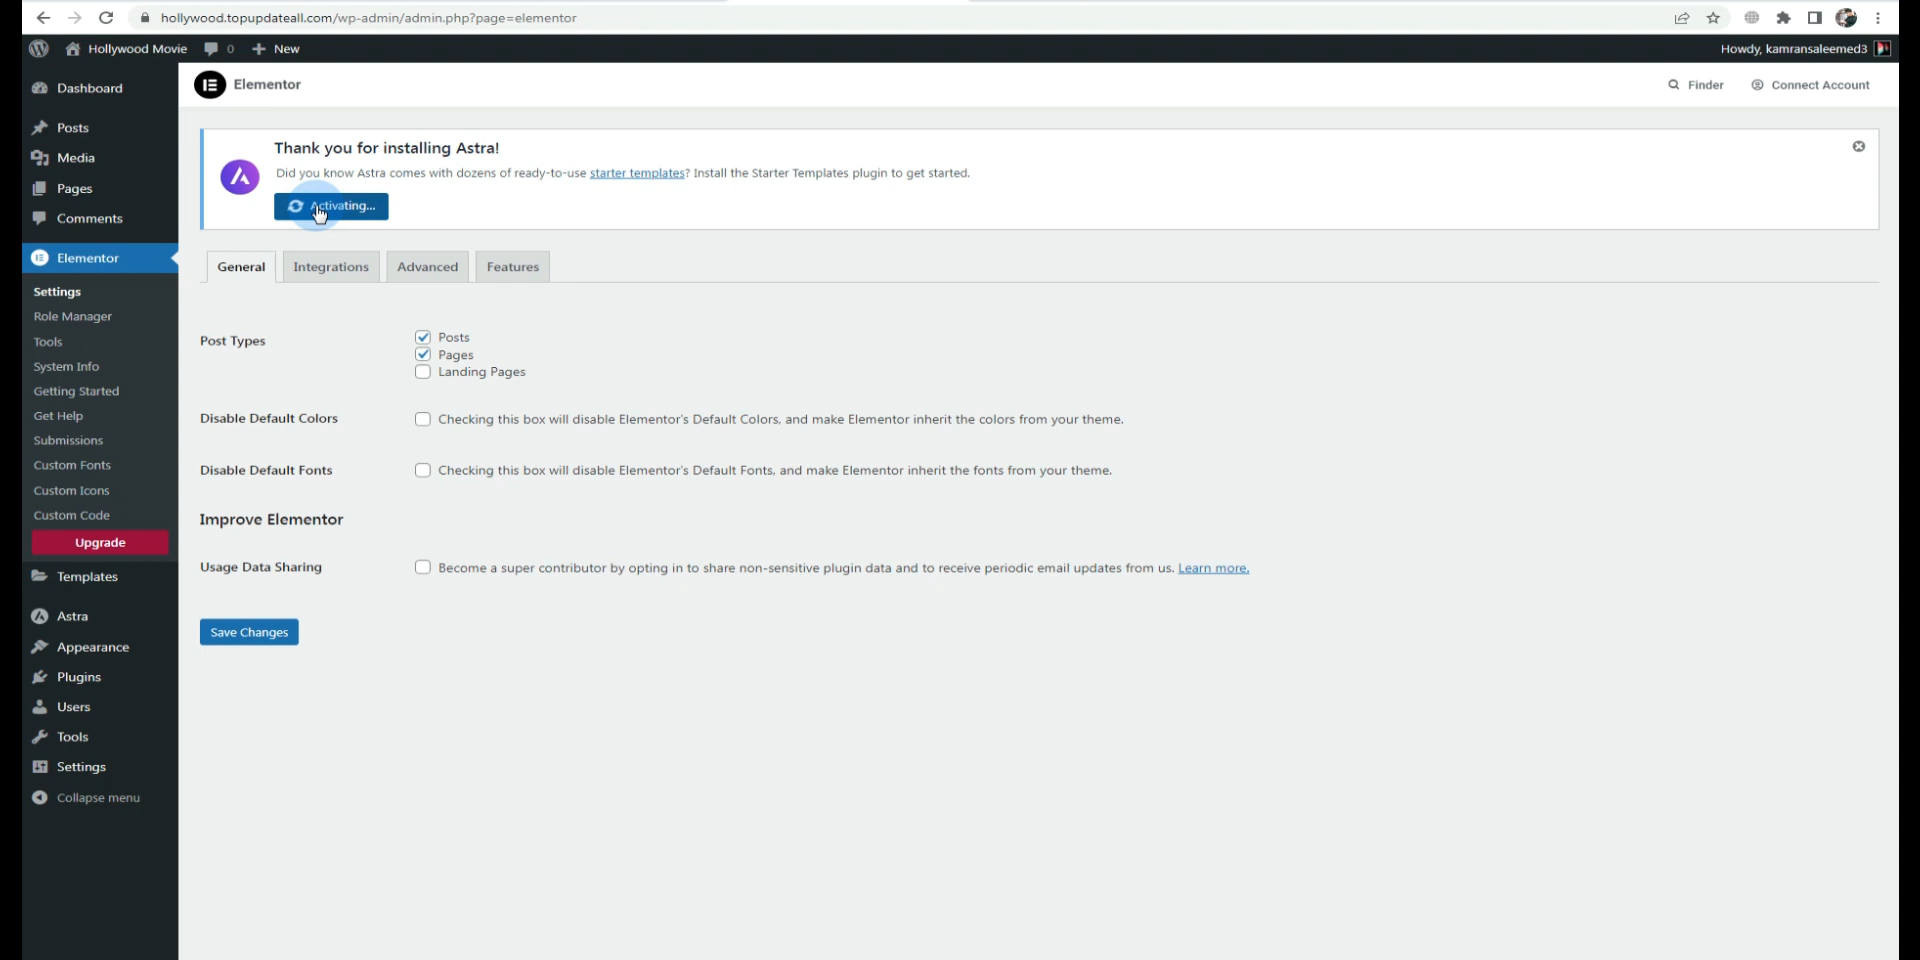 hollywood.topupdateall.com/wp-admin/admin.php?page=elementor
Hollywood Movie 0 New
Howdy, kamransaleemed3
Dashboard
Posts
Media
Pages
Comments
Elementor
Settings
Role Manager
Tools
System Info
Getting Started
Get Help
Submissions
Custom Fonts
Custom Icons
Custom Code
Upgrade
Templates
Astra
Appearance
Plugins
Users
Tools
Settings
Collapse menu
Elementor
Finder Connect Account
Thank you for installing Astra!
Did you know Astra comes with dozens of ready-to-use starter templates? Install the Starter Templates plugin to get started.
Activating...
General Integrations Advanced Features
Post Types
Posts
Pages
Landing Pages
Disable Default Colors Checking this box will disable Elementor's Default Colors, and make Elementor inherit the colors from your theme.
Disable Default Fonts Checking this box will disable Elementor's Default Fonts, and make Elementor inherit the fonts from your theme.
Improve Elementor
Usage Data Sharing Become a super contributor by opting in to share non-sensitive plugin data and to receive periodic email updates from us. Learn more.
Save Changes